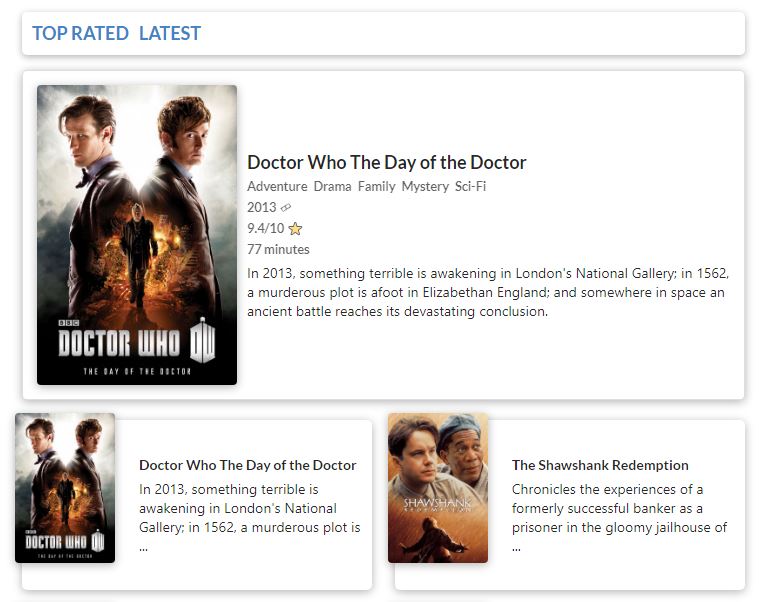 TOP RATED LATEST
BBC
DOCTOR WHO DW
THE DAY OF THE DOCTOR
Doctor Who The Day of the Doctor
Adventure Drama Family Mystery Sci-Fi
2013
9.4/10
77 minutes
In 2013, something terrible is awakening in London's National Gallery; in 1562,
a murderous plot is afoot in Elizabethan England; and somewhere in space an
ancient battle reaches its devastating conclusion.
BBC
DOCTOR WHO DW
THE DAY OF THE DOCTOR
Doctor Who The Day of the Doctor
In 2013, something terrible is
awakening in London's National
Gallery; in 1562, a murderous plot is
...
SHAWSHANK
REDEMPTION
The Shawshank Redemption
Chronicles the experiences of a
formerly successful banker as a
prisoner in the gloomy jailhouse of
...